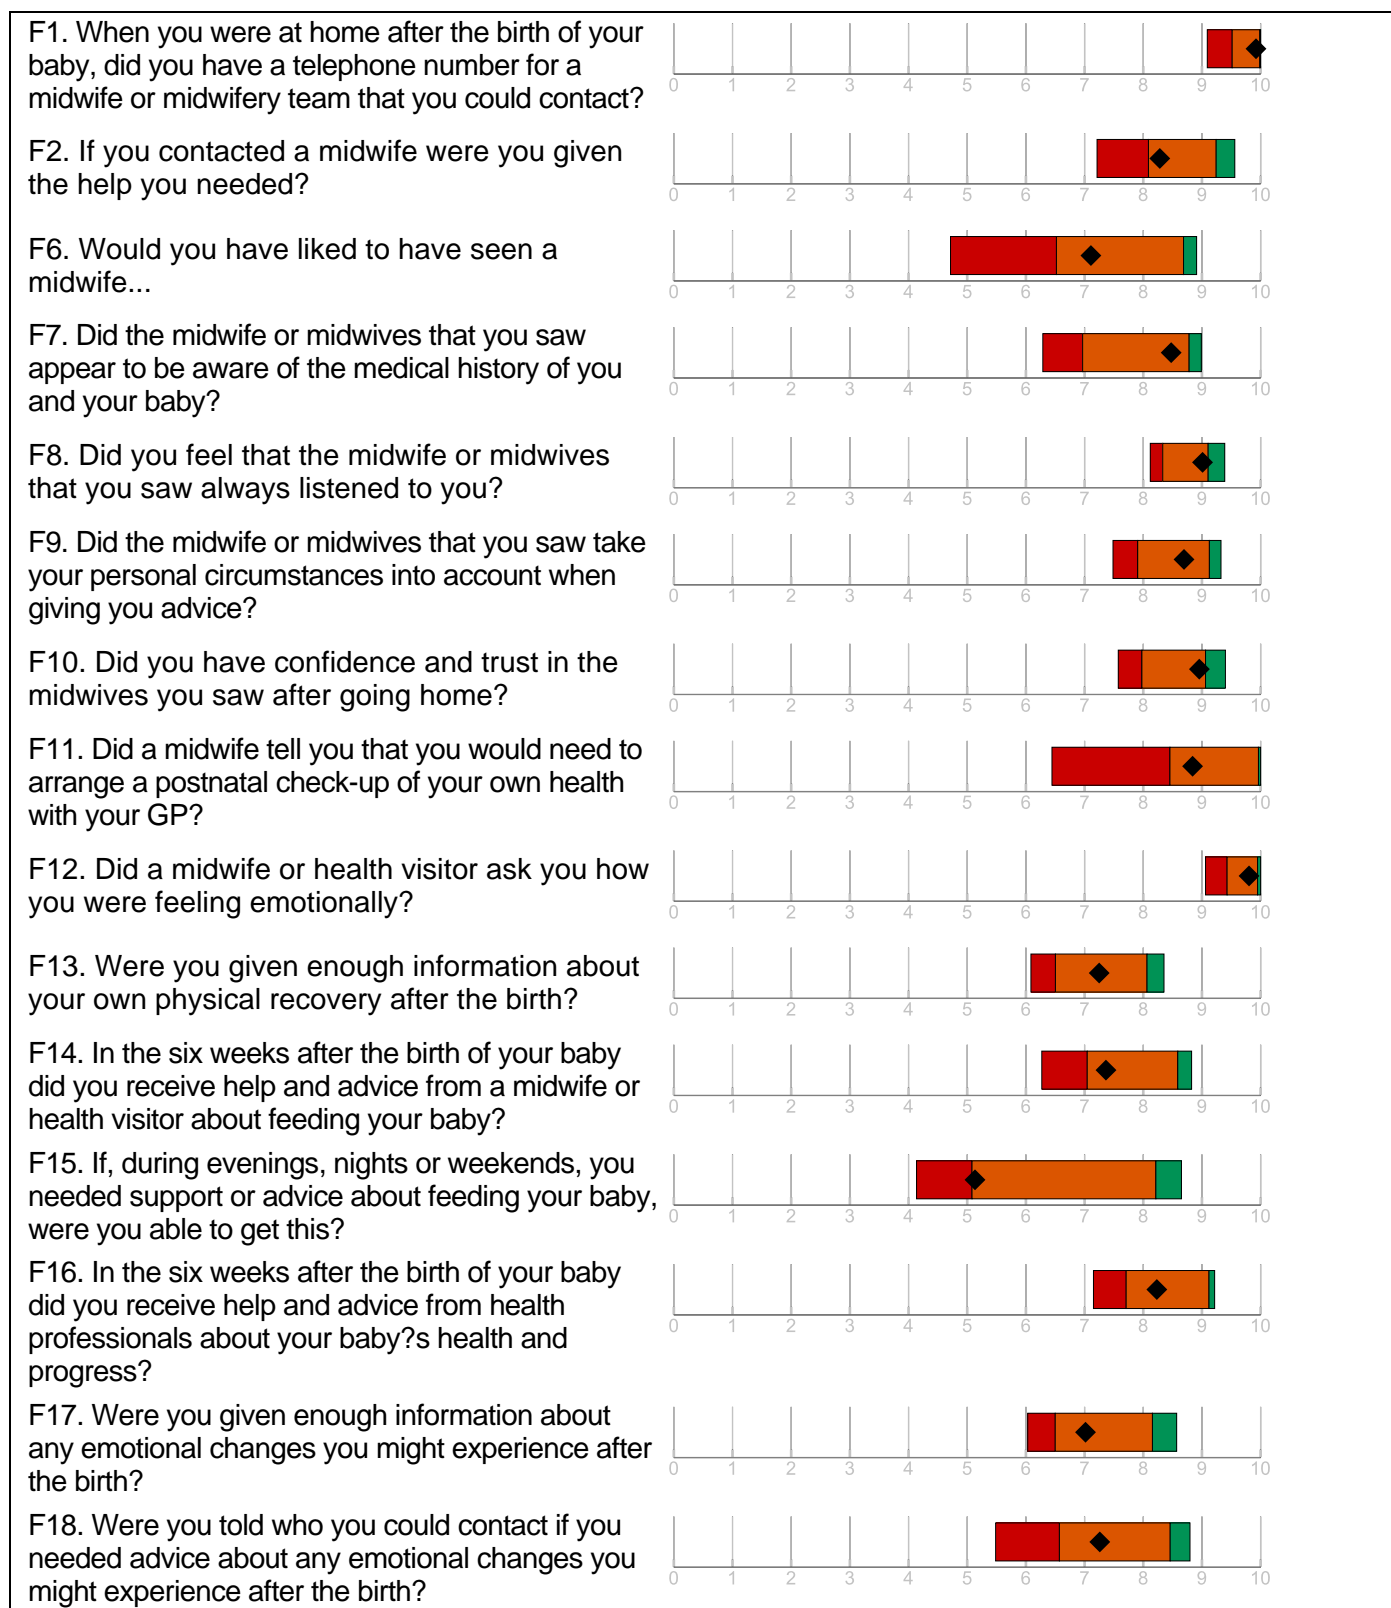 F1. When you were at home after the birth of your
baby, did you have a telephone number for a
midwife or midwifery team that you could contact?
0 1 2 3 4 5 6 7 8 9 10
F2. If you contacted a midwife were you given
the help you needed?
0 1 2 3 4 5 6 7 8 9 10
F6. Would you have liked to have seen a
midwife...
0 1 2 3 4 5 6 7 8 9 10
F7. Did the midwife or midwives that you saw
appear to be aware of the medical history of you
and your baby?
0 1 2 3 4 5 6 7 8 9 10
F8. Did you feel that the midwife or midwives
that you saw always listened to you?
0 1 2 3 4 5 6 7 8 9 10
F9. Did the midwife or midwives that you saw take
your personal circumstances into account when
giving you advice?
0 1 2 3 4 5 6 7 8 9 10
F10. Did you have confidence and trust in the
midwives you saw after going home?
0 1 2 3 4 5 6 7 8 9 10
F11. Did a midwife tell you that you would need to
arrange a postnatal check-up of your own health
with your GP?
0 1 2 3 4 5 6 7 8 9 10
F12. Did a midwife or health visitor ask you how
you were feeling emotionally?
0 1 2 3 4 5 6 7 8 9 10
F13. Were you given enough information about
your own physical recovery after the birth?
0 1 2 3 4 5 6 7 8 9 10
F14. In the six weeks after the birth of your baby
did you receive help and advice from a midwife or
health visitor about feeding your baby?
0 1 2 3 4 5 6 7 8 9 10
F15. If, during evenings, nights or weekends, you
needed support or advice about feeding your baby,
were you able to get this?
0 1 2 3 4 5 6 7 8 9 10
F16. In the six weeks after the birth of your baby
did you receive help and advice from health
professionals about your baby?s health and
progress?
0 1 2 3 4 5 6 7 8 9 10
F17. Were you given enough information about
any emotional changes you might experience after
the birth?
0 1 2 3 4 5 6 7 8 9 10
F18. Were you told who you could contact if you
needed advice about any emotional changes you
might experience after the birth?
0 1 2 3 4 5 6 7 8 9 10